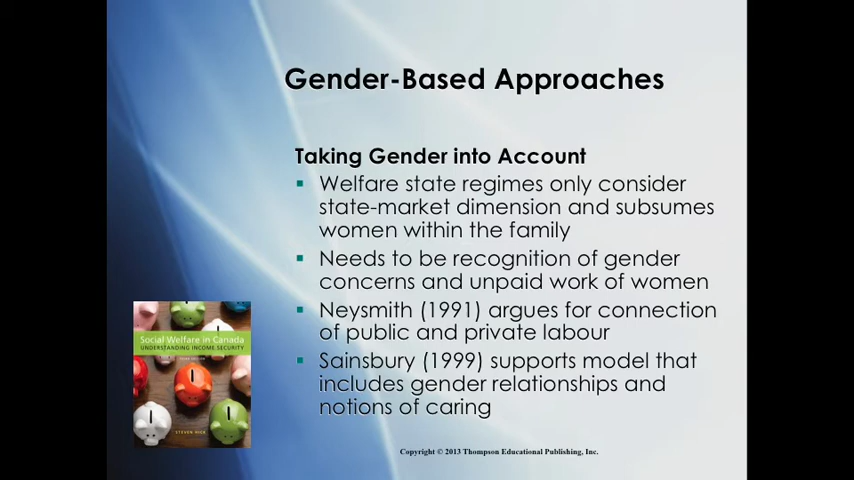 Gender-Based Approaches
Taking Gender into Account
▪ Welfare state regimes only consider
state-market dimension and subsumes
women within the family
▪ Needs to be recognition of gender
concerns and unpaid work of women
▪ Neysmith (1991) argues for connection
of public and private labour
▪ Sainsbury (1999) supports model that
includes gender relationships and
notions of caring
Social Welfare in Canada
UNDERSTANDING INCOME SECURITY
STEVEN HICK
Copyright © 2013 Thompson Educational Publishing, Inc.